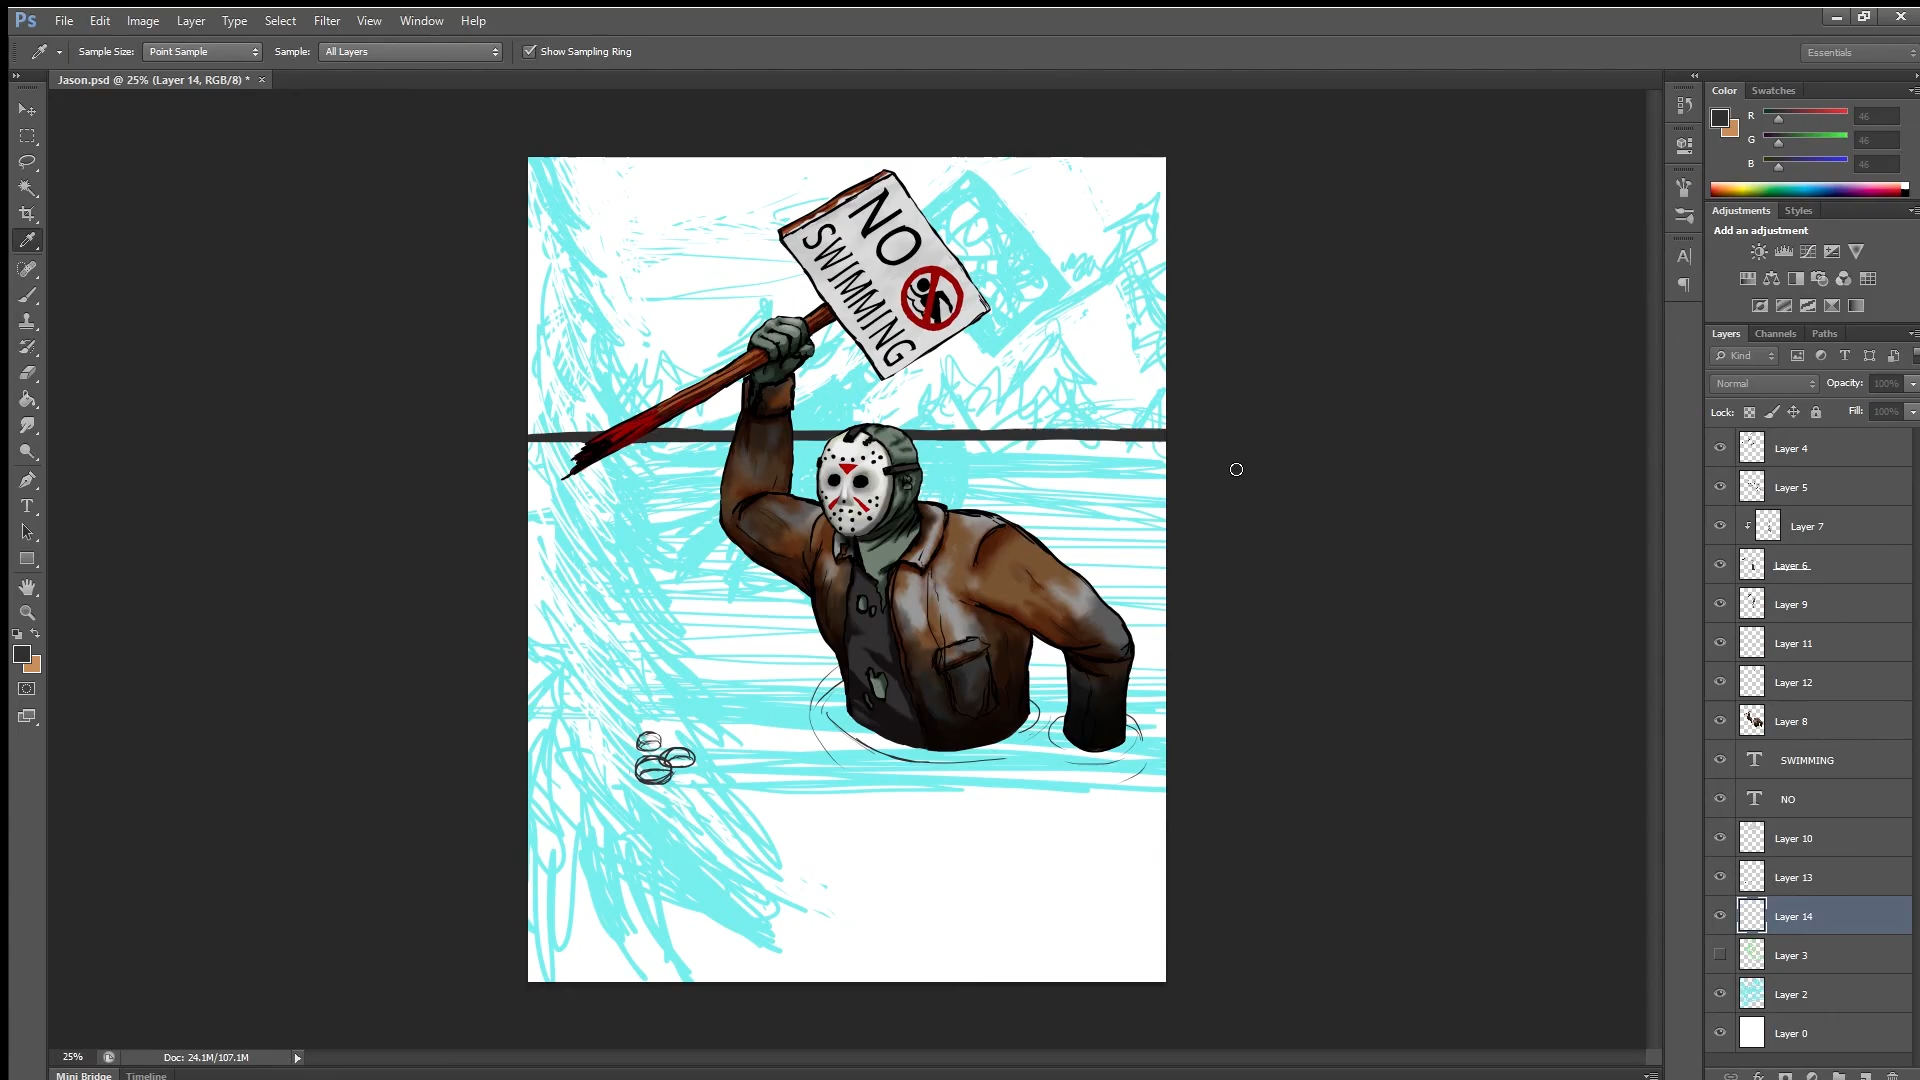 Ps File Edit Image Layer Type Select Filter View Window Help
Sample Size: Point Sample Sample: All Layers Show Sampling Ring Essentials
Jason.psd @ 25% (Layer 14, RGB/8) * ×
Color Swatches
R 46
G 46
B 46
Adjustments Styles
Add an adjustment
Layers Channels Paths
Kind
Normal Opacity: 100%
Lock: Fill: 100%
Layer 4
Layer 5
Layer 7
Layer 6
Layer 9
Layer 11
Layer 12
Layer 8
SWIMMING
NO
Layer 10
Layer 13
Layer 14
Layer 3
Layer 2
Layer 0
NO
SWIMMING
25% Doc: 24.1M/107.1M
Mini Bridge Timeline